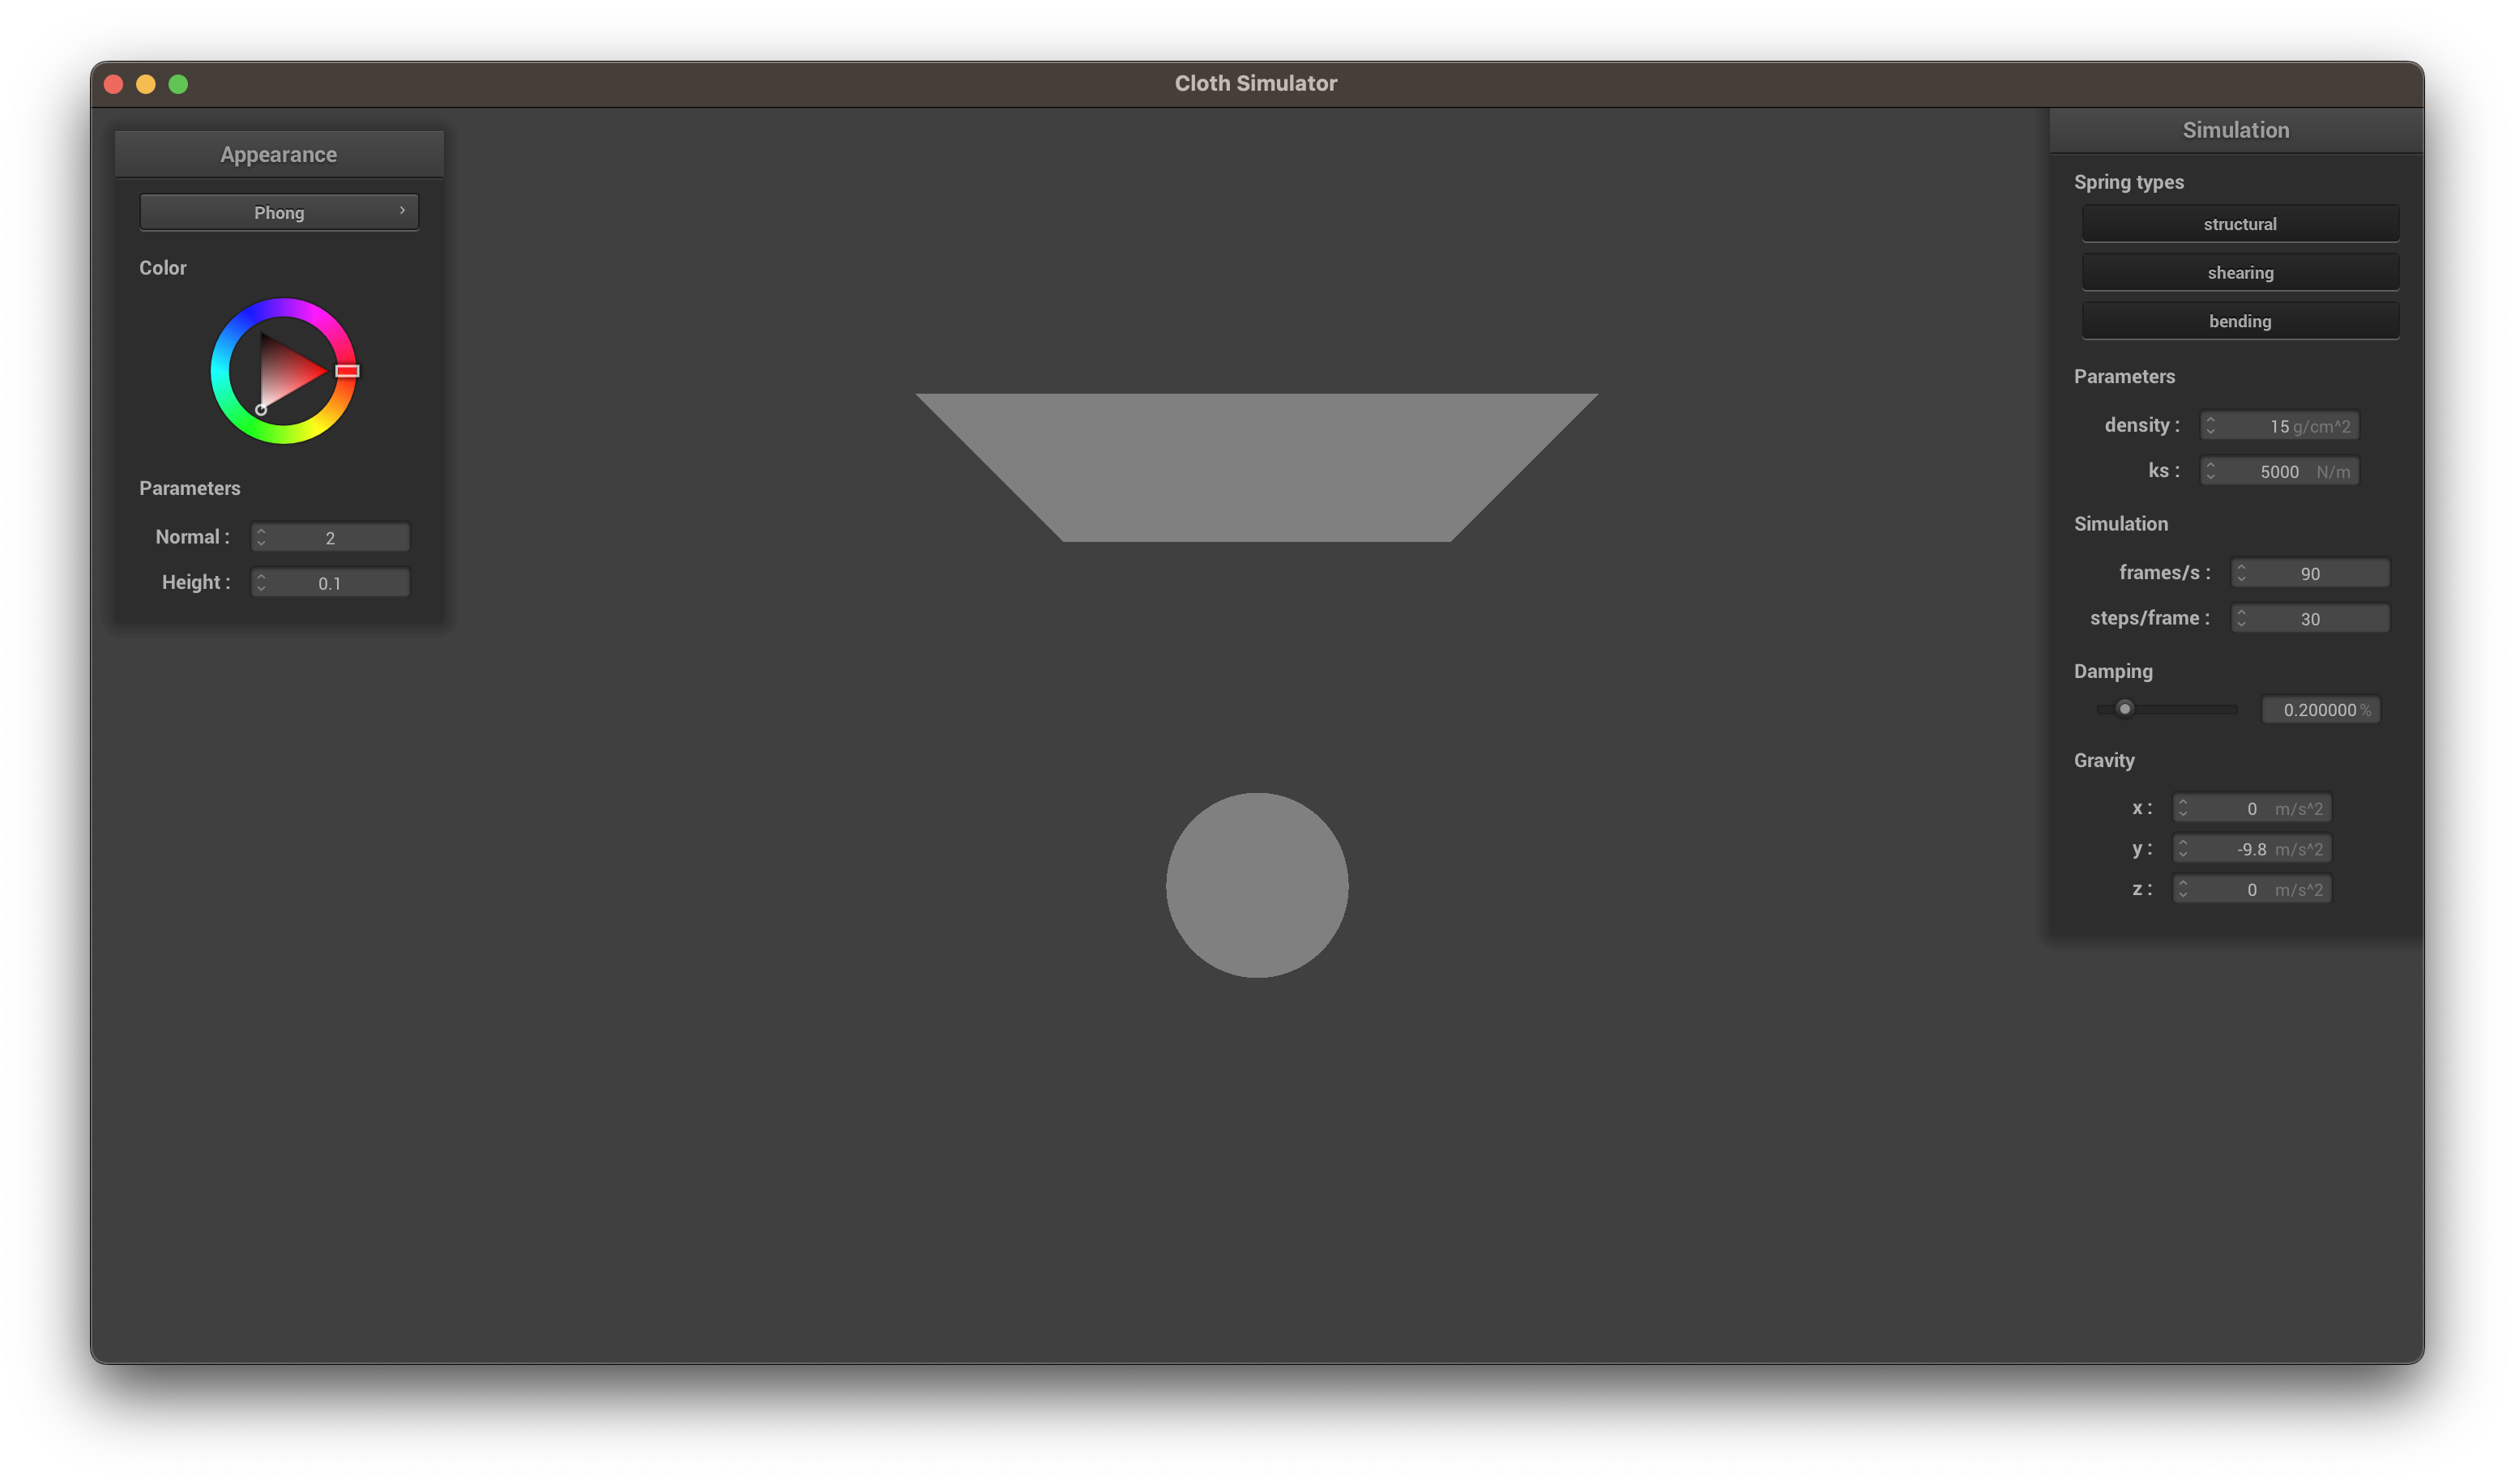 Cloth Simulator
Appearance
Phong
Color
Parameters
Normal : 2
Height : 0.1
Simulation
Spring types
structural
shearing
bending
Parameters
density : 15 g/cm^2
ks : 5000 N/m
Simulation
frames/s : 90
steps/frame : 30
Damping
0.200000 %
Gravity
x : 0 m/s^2
y : -9.8 m/s^2
z : 0 m/s^2